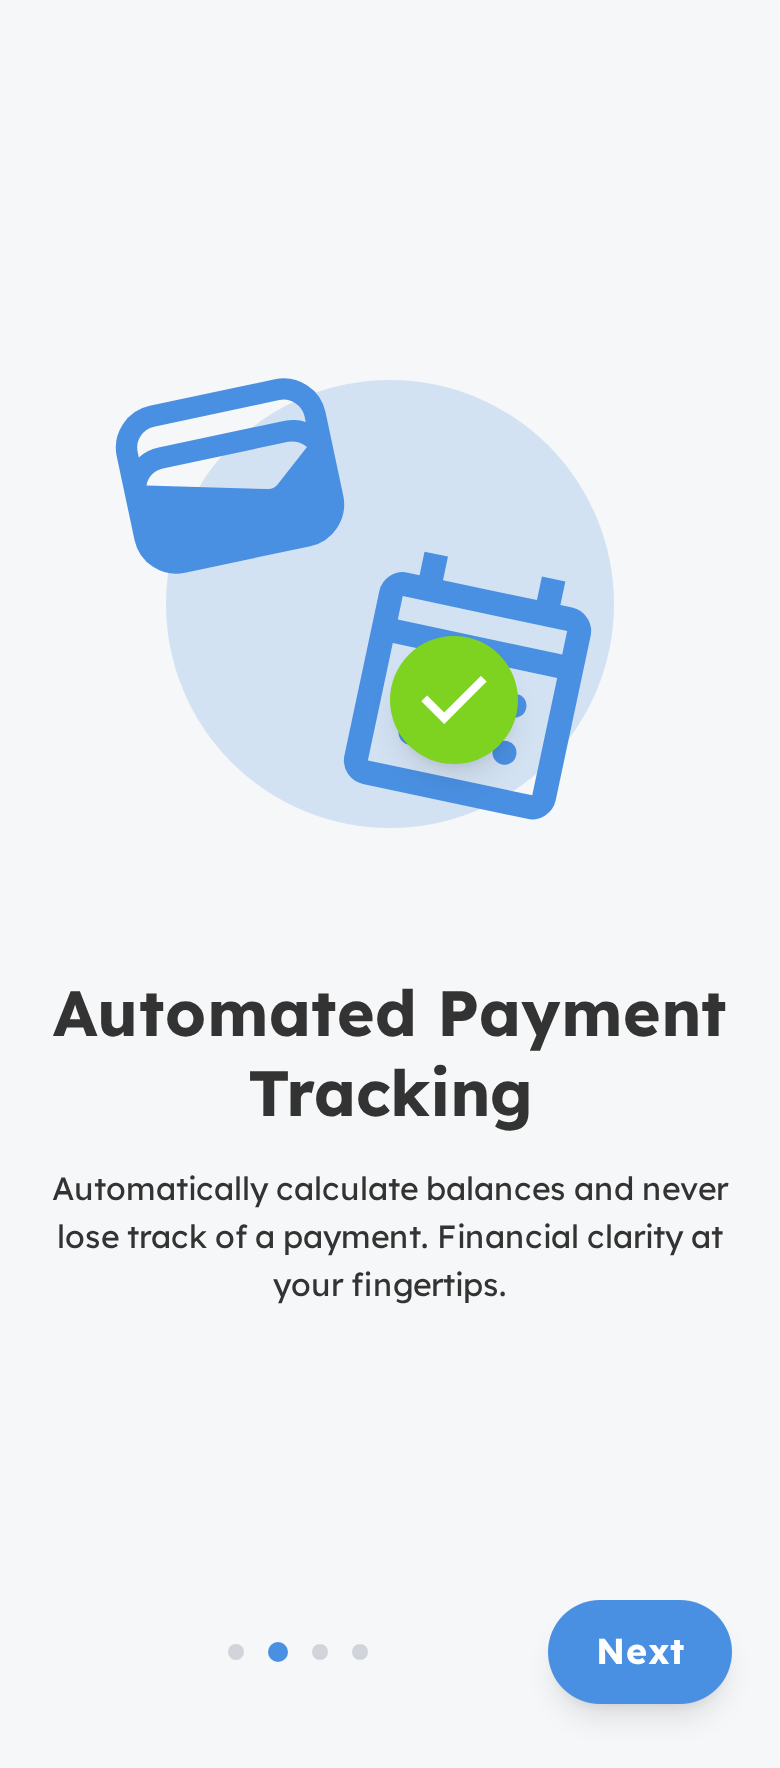 Automated Payment
Tracking
Automatically calculate balances and never
lose track of a payment. Financial clarity at
your fingertips.
Next